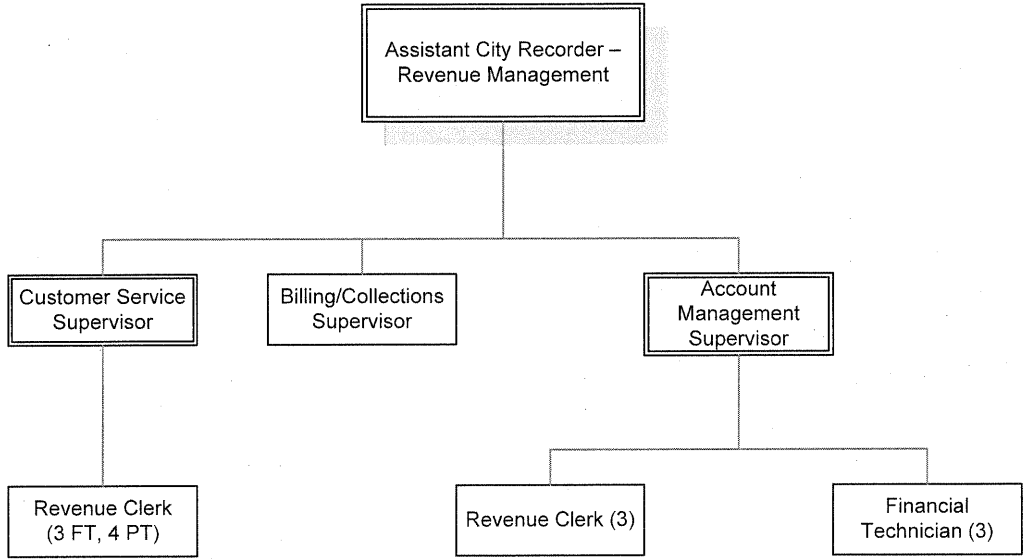 Assistant City Recorder –
Revenue Management
Customer Service
Supervisor
Billing/Collections
Supervisor
Account
Management
Supervisor
Revenue Clerk
(3 FT, 4 PT)
Revenue Clerk (3)
Financial
Technician (3)